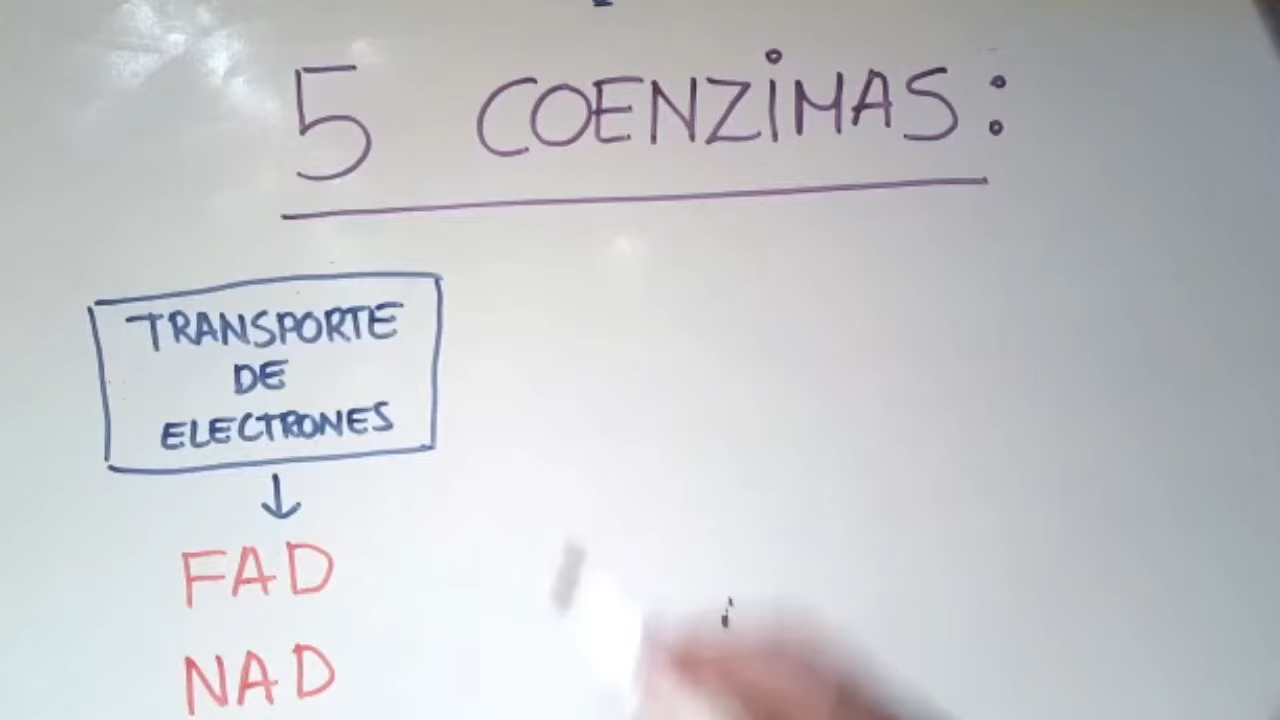 5 COENZiMAS:
TRANSPORTE
DE
ELECTRONES
FAD
NAD